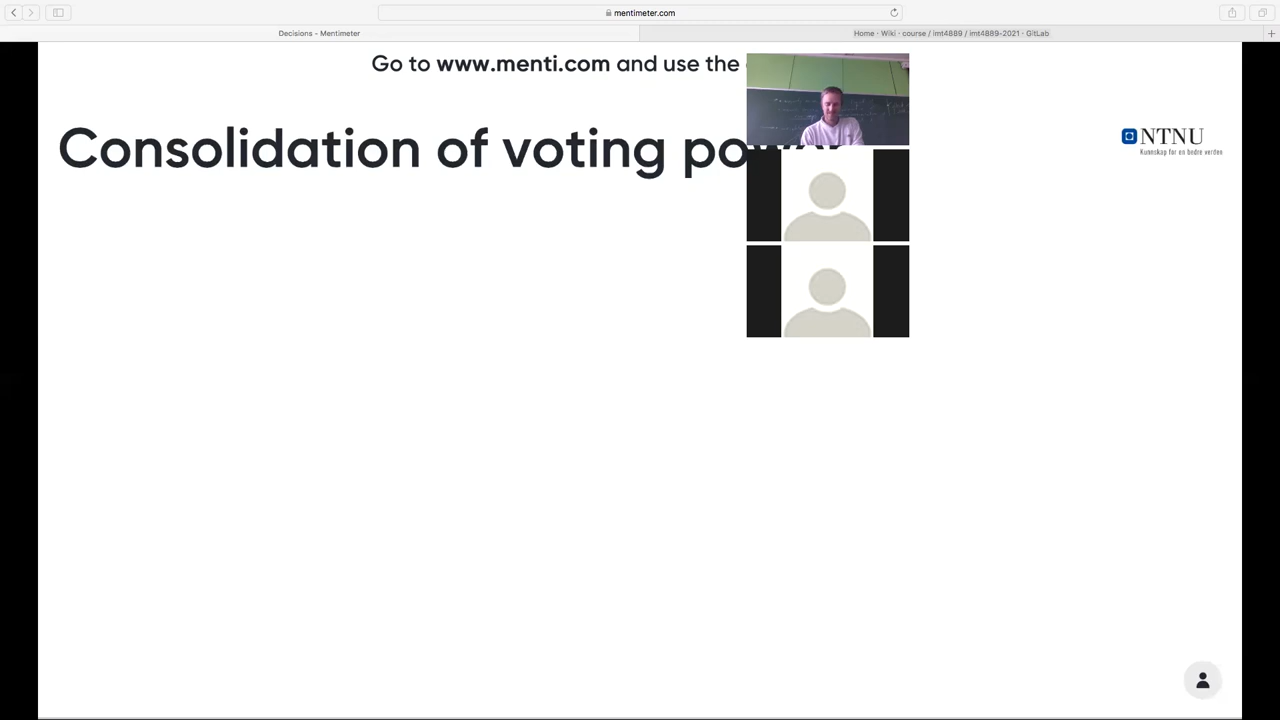 mentimeter.com
Decisions - Mentimeter
Home · Wiki · course / imt4889 / imt4889-2021 · GitLab
Go to www.menti.com and use the
Consolidation of voting power
NTNU
Kunnskap for en bedre verden